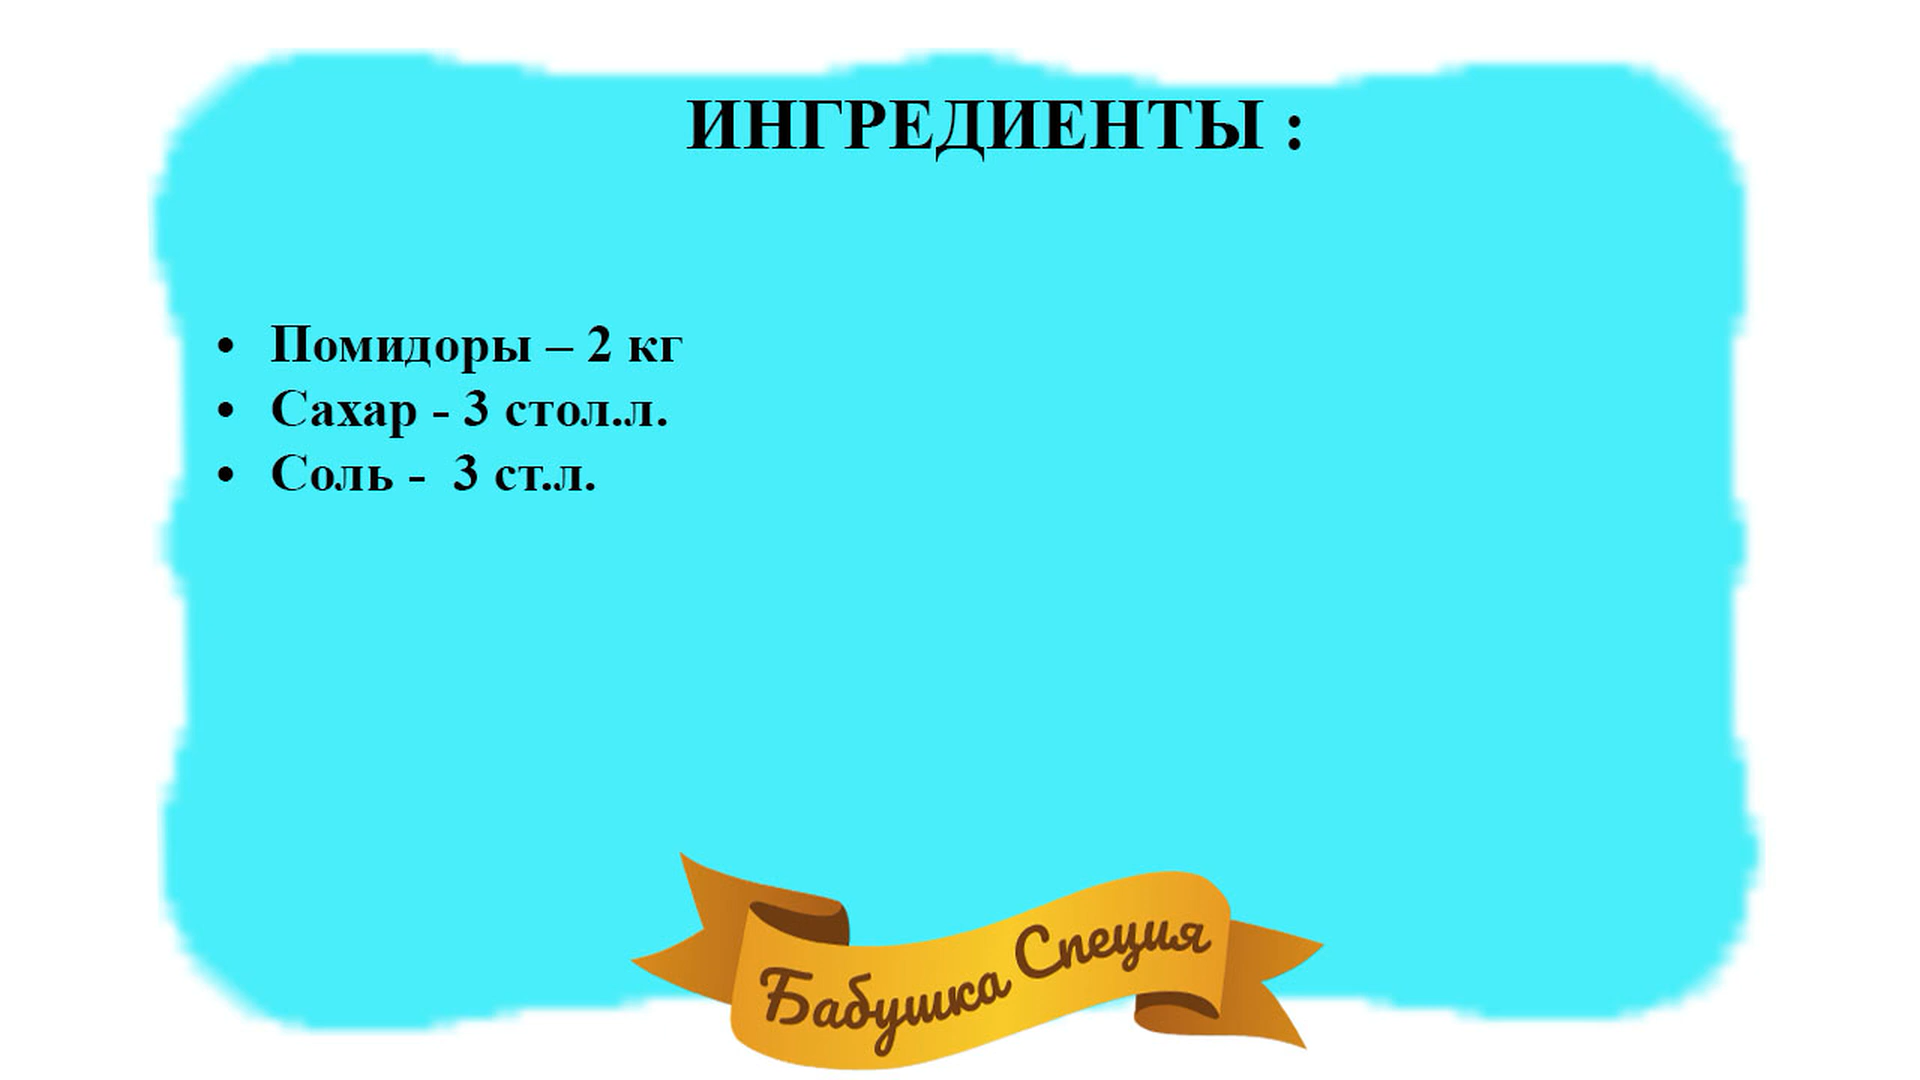 ИНГРЕДИЕНТЫ :
• Помидоры – 2 кг
• Сахар - 3 стол.л.
• Соль -  3 ст.л.
Бабушка Специя